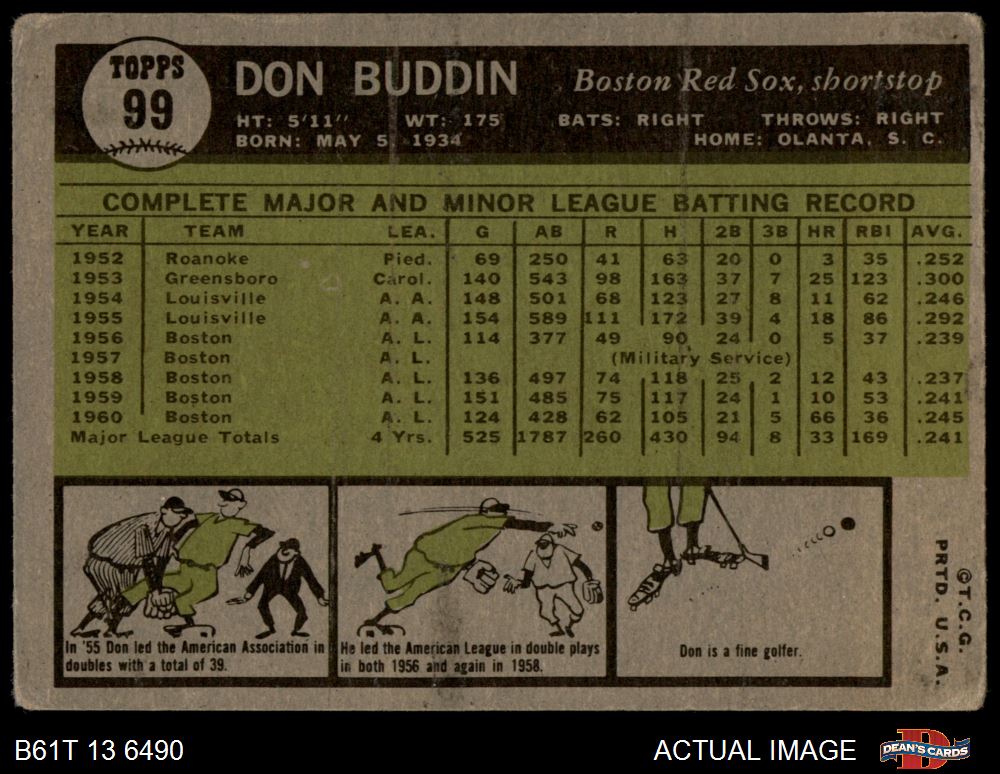 TOPPS
99
DON BUDDIN Boston Red Sox, shortstop
HT: 5'11" WT: 175 BATS: RIGHT THROWS: RIGHT
BORN: MAY 5, 1934 HOME: OLANTA, S. C.
COMPLETE MAJOR AND MINOR LEAGUE BATTING RECORD
YEAR TEAM LEA. G AB R H 2B 3B HR RBI AVG.
1952 Roanoke Pied. 69 250 41 63 20 0 3 35 .252
1953 Greensboro Carol. 140 543 98 163 37 7 25 123 .300
1954 Louisville A. A. 148 501 68 123 27 8 11 62 .246
1955 Louisville A. A. 154 589 111 172 39 4 18 86 .292
1956 Boston A. L. 114 377 49 90 24 0 5 37 .239
1957 Boston A. L. (Military Service)
1958 Boston A. L. 136 497 74 118 25 2 12 43 .237
1959 Boston A. L. 151 485 75 117 24 1 10 53 .241
1960 Boston A. L. 124 428 62 105 21 5 66 36 .245
Major League Totals 4 Yrs. 525 1787 260 430 94 8 33 169 .241
In '55 Don led the American Association in
doubles with a total of 39.
He led the American League in double plays
in both 1956 and again in 1958.
Don is a fine golfer.
©T.C.G.
PRTD. U.S.A.
B61T 13 6490 ACTUAL IMAGE DEAN'S CARDS